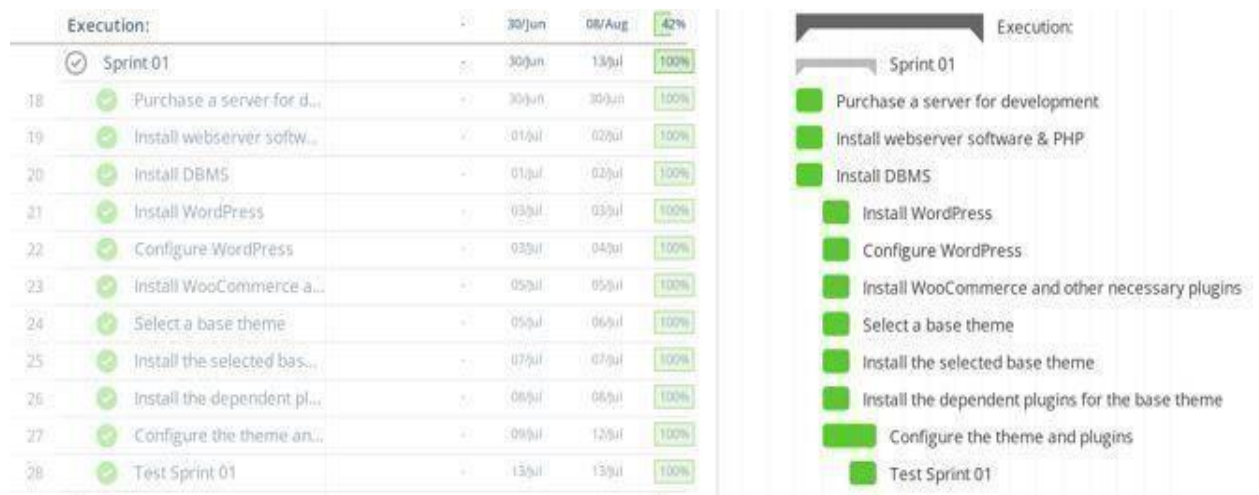 Execution: - 30/Jun 08/Aug 42% Execution:
Sprint 01 - 30/Jun 13/Jul 100% Sprint 01
18 Purchase a server for d... - 30/Jun 30/Jun 100% Purchase a server for development
19 Install webserver softw... - 01/Jul 02/Jul 100% Install webserver software & PHP
20 Install DBMS - 01/Jul 02/Jul 100% Install DBMS
21 Install WordPress - 03/Jul 03/Jul 100% Install WordPress
22 Configure WordPress - 03/Jul 04/Jul 100% Configure WordPress
23 Install WooCommerce a... - 05/Jul 05/Jul 100% Install WooCommerce and other necessary plugins
24 Select a base theme - 05/Jul 06/Jul 100% Select a base theme
25 Install the selected bas... - 07/Jul 07/Jul 100% Install the selected base theme
26 Install the dependent pl... - 08/Jul 08/Jul 100% Install the dependent plugins for the base theme
27 Configure the theme an... - 09/Jul 12/Jul 100% Configure the theme and plugins
28 Test Sprint 01 - 13/Jul 13/Jul 100% Test Sprint 01